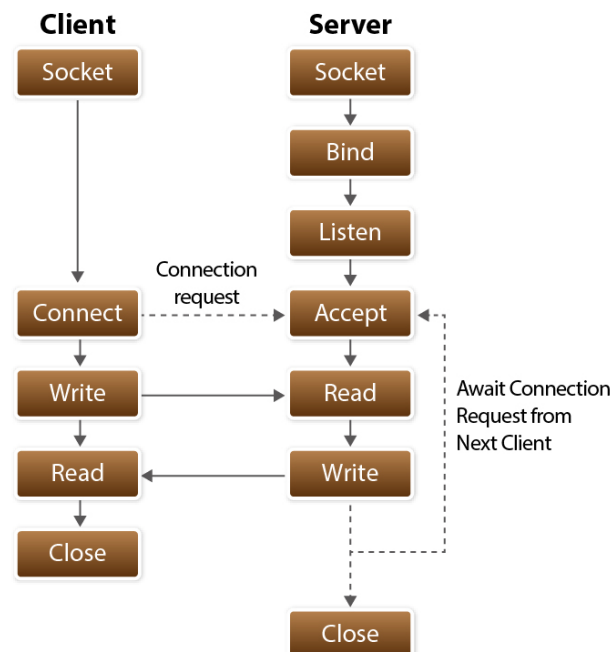 Client
Server
Socket
Socket
Bind
Listen
Connection
request
Connect
Accept
Write
Read
Await Connection
Request from
Next Client
Read
Write
Close
Close